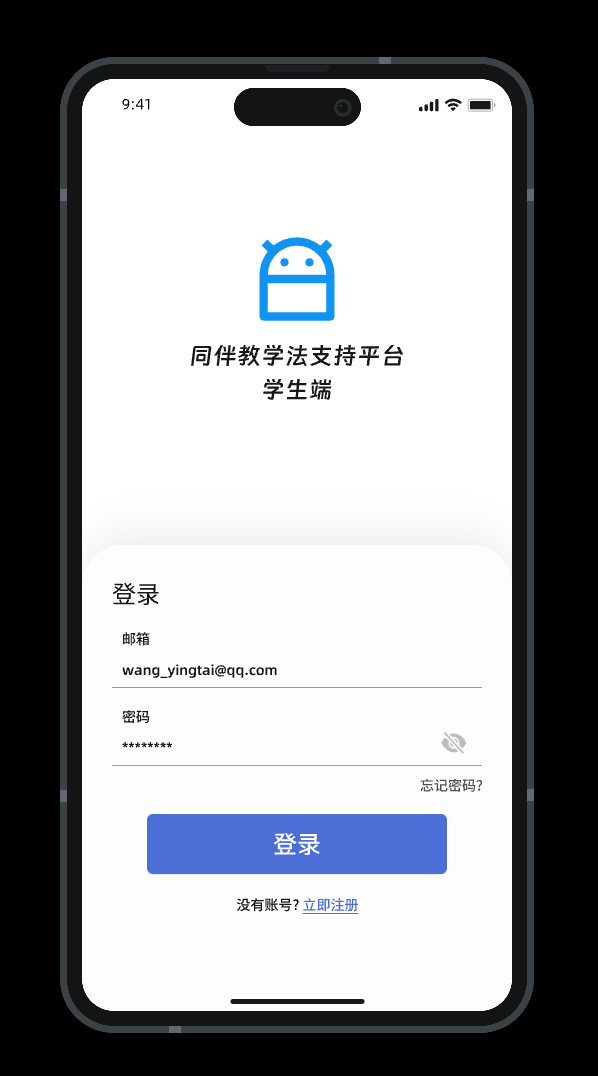 9:41
同伴教学法支持平台
学生端
登录
邮箱
wang_yingtai@qq.com
密码
********
忘记密码?
登录
没有账号? 立即注册